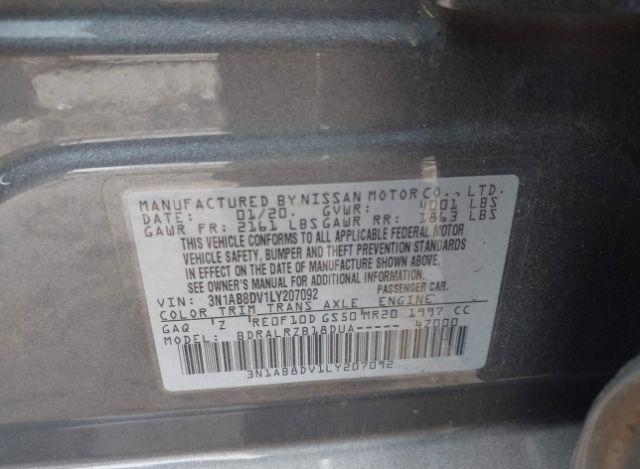 MANUFACTURED BY NISSAN MOTOR CO., LTD.
DATE: 01/20. GVWR: 4001 LBS
GAWR FR: 2161 LBS GAWR RR: 1863 LBS
THIS VEHICLE CONFORMS TO ALL APPLICABLE FEDERAL MOTOR
VEHICLE SAFETY, BUMPER AND THEFT PREVENTION STANDARDS
IN EFFECT ON THE DATE OF MANUFACTURE SHOWN ABOVE.
SEE OWNER'S MANUAL FOR MORE INFORMATION
VIN: 3N1AB8DV1LY207092 PASSENGER CAR.
COLOR TRIM TRANS AXLE ENGINE
GAQ Z RE0F10D GS50 MR20 1997 CC
MODEL: BDRALRZB18DUA----- 4Z000
3N1AB8DV1LY207092